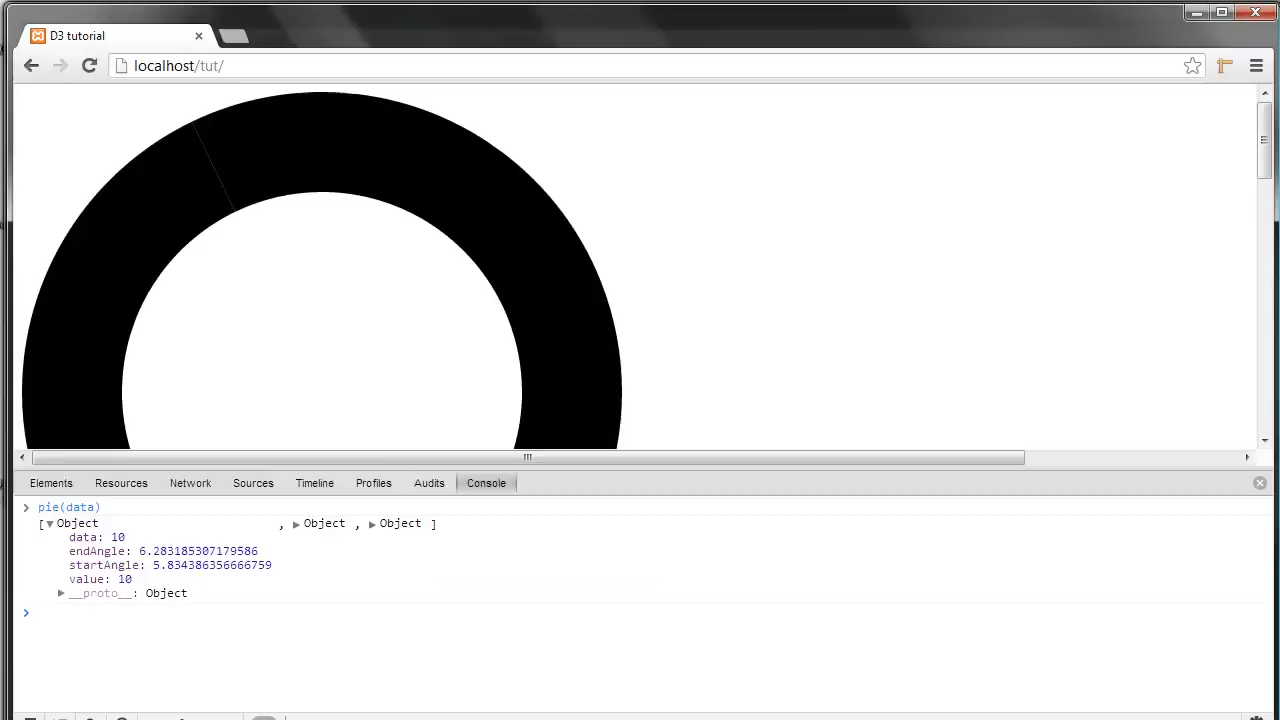 D3 tutorial
localhost/tut/
Elements Resources Network Sources Timeline Profiles Audits Console
pie(data)
[▼Object , ▶Object , ▶Object ]
data: 10
endAngle: 6.283185307179586
startAngle: 5.834386356666759
value: 10
▶__proto__: Object